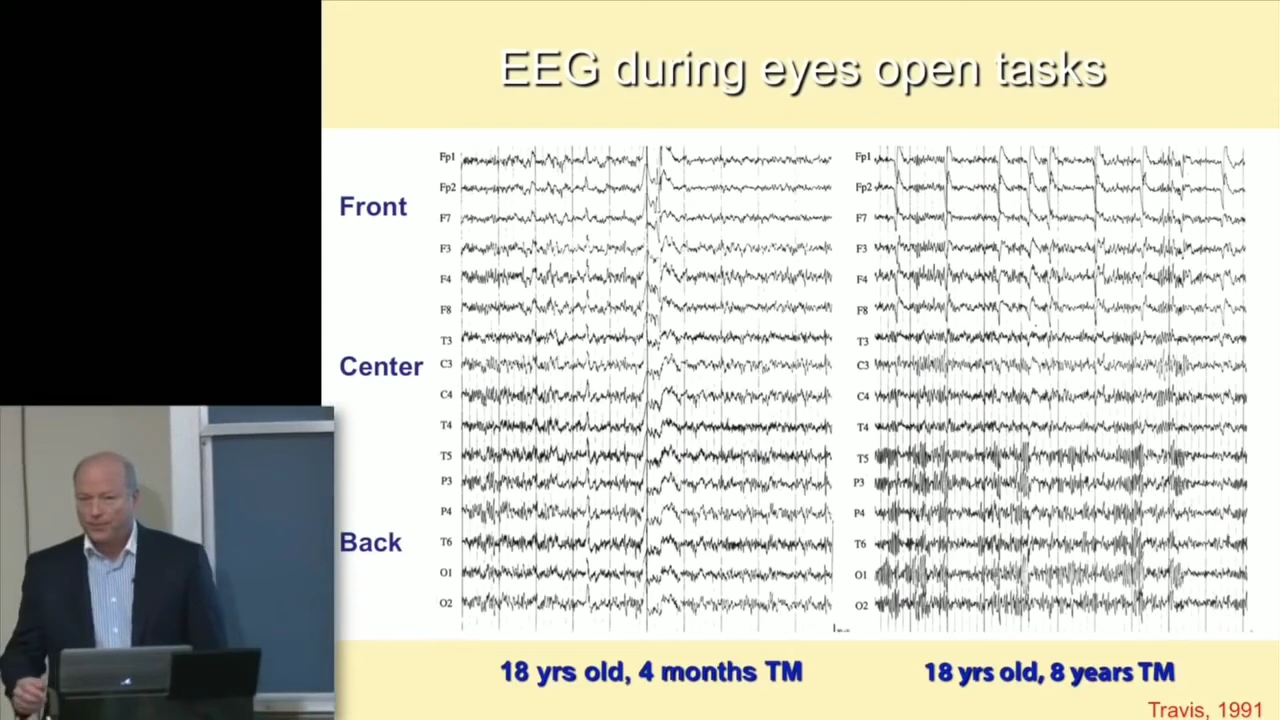 EEG during eyes open tasks
Front
Center
Back
Fp1
Fp2
F7
F3
F4
F8
T3
C3
C4
T4
T5
P3
P4
T6
O1
O2
Fp1
Fp2
F7
F3
F4
F8
T3
C3
C4
T4
T5
P3
P4
T6
O1
O2
18 yrs old, 4 months TM
18 yrs old, 8 years TM
Travis, 1991